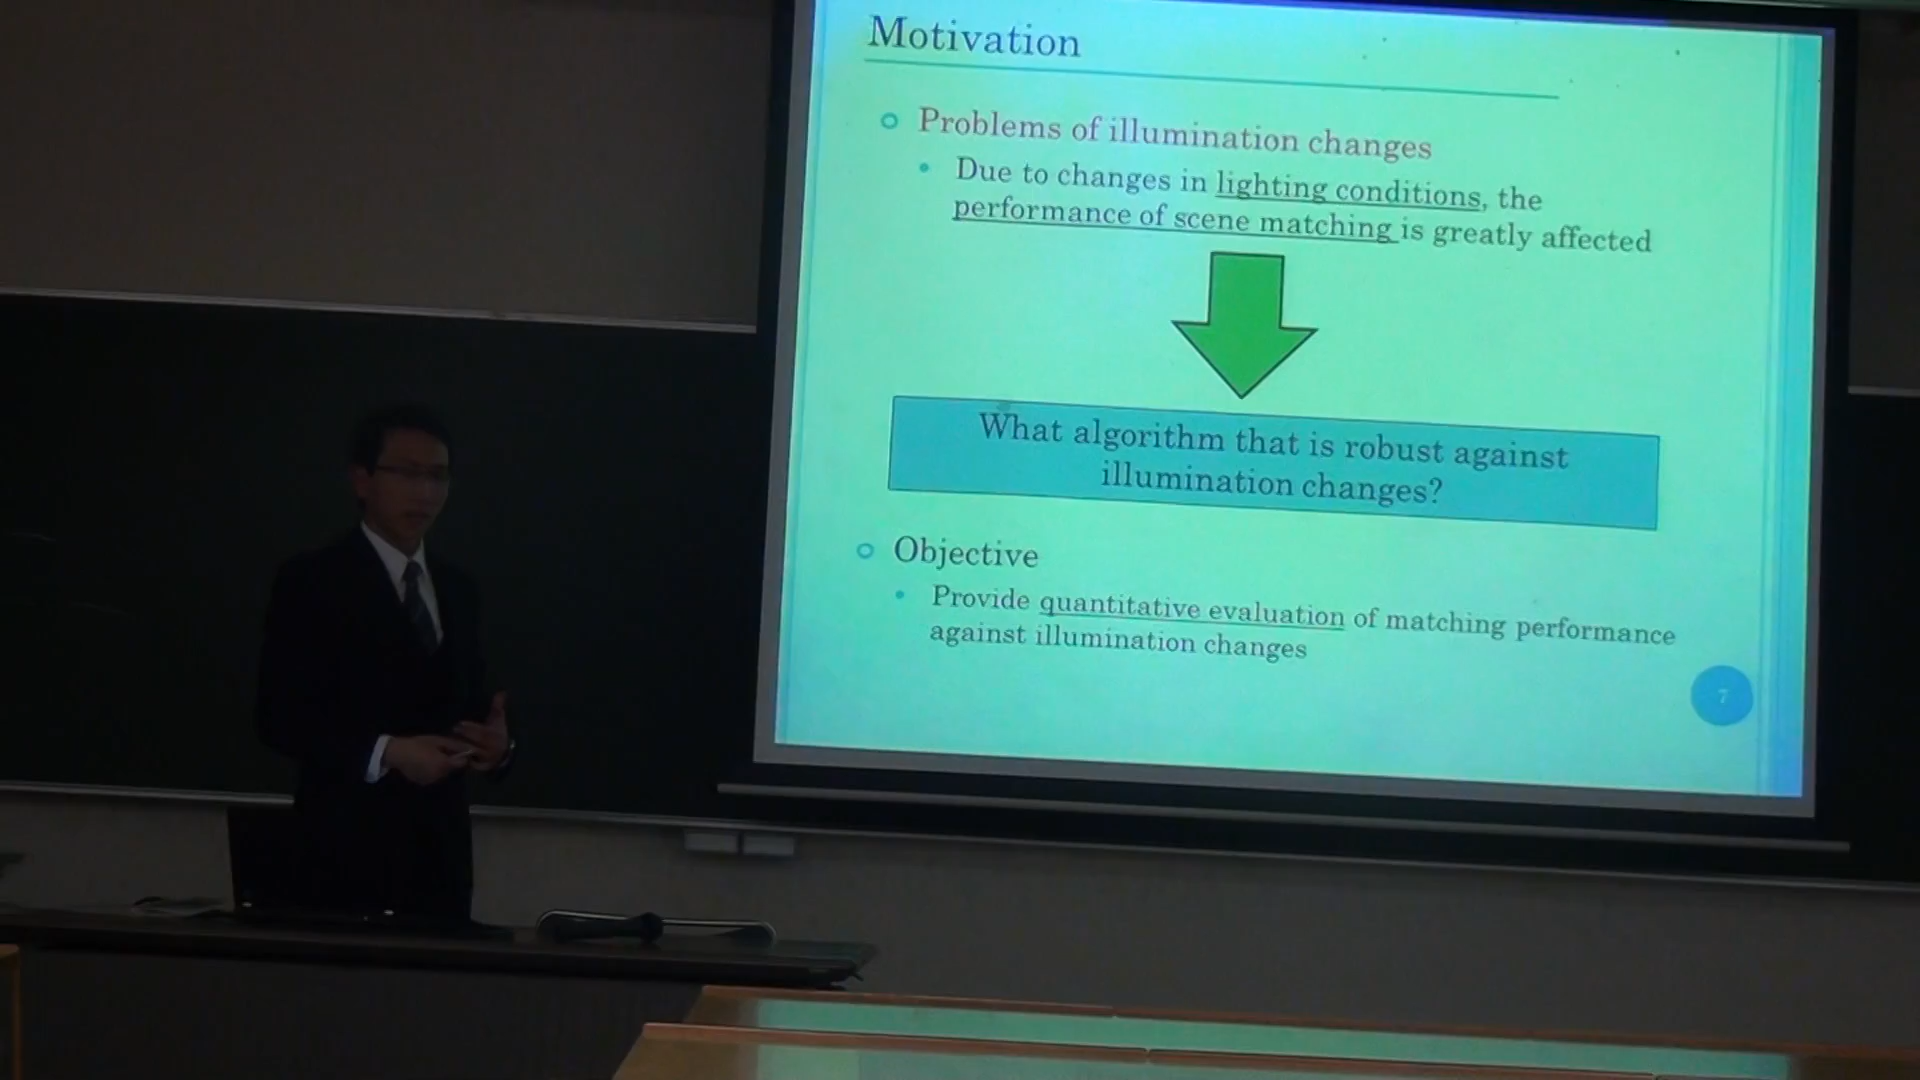 Motivation
Problems of illumination changes
Due to changes in lighting conditions, the
performance of scene matching is greatly affected
What algorithm that is robust against
illumination changes?
Objective
Provide quantitative evaluation of matching performance
against illumination changes
7